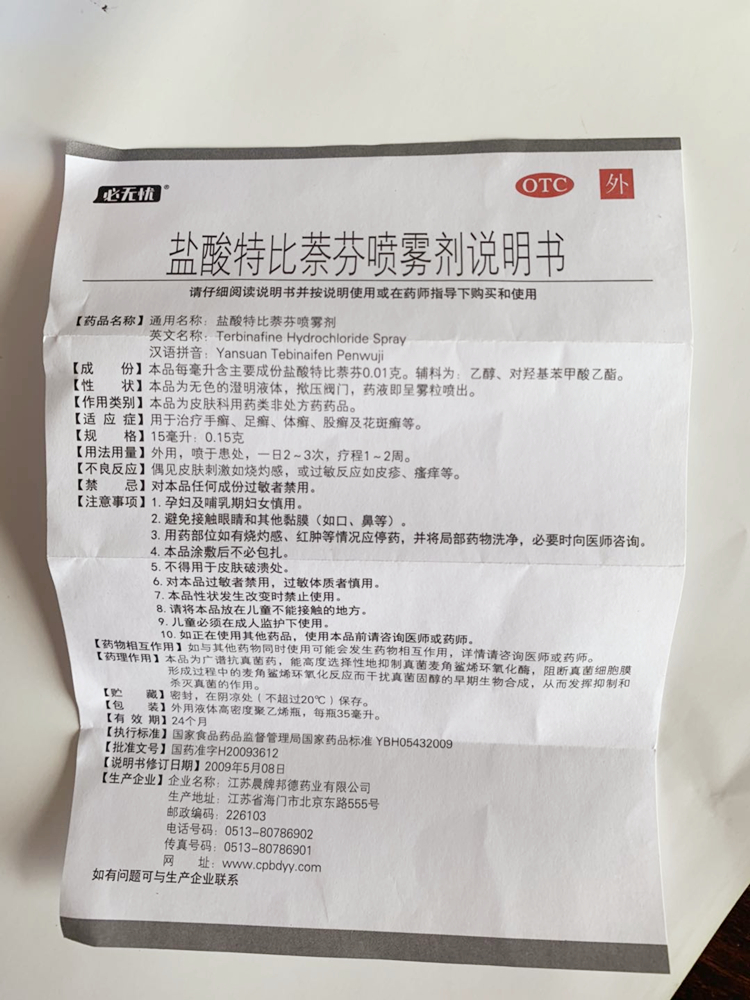 必无忧®
OTC
外
盐酸特比萘芬喷雾剂说明书
请仔细阅读说明书并按说明使用或在药师指导下购买和使用
【药品名称】通用名称：盐酸特比萘芬喷雾剂
英文名称：Terbinafine Hydrochloride Spray
汉语拼音：Yansuan Tebinaifen Penwuji
【成 份】本品每毫升含主要成份盐酸特比萘芬0.01克。辅料为：乙醇、对羟基苯甲酸乙酯。
【性 状】本品为无色的澄明液体，揿压阀门，药液即呈雾粒喷出。
【作用类别】本品为皮肤科用药类非处方药药品。
【适 应 症】用于治疗手癣、足癣、体癣、股癣及花斑癣等。
【规 格】15毫升：0.15克
【用法用量】外用，喷于患处，一日2～3次，疗程1～2周。
【不良反应】偶见皮肤刺激如烧灼感，或过敏反应如皮疹、瘙痒等。
【禁 忌】对本品任何成份过敏者禁用。
【注意事项】1. 孕妇及哺乳期妇女慎用。
2. 避免接触眼睛和其他黏膜（如口、鼻等）。
3. 用药部位如有烧灼感、红肿等情况应停药，并将局部药物洗净，必要时向医师咨询。
4. 本品涂敷后不必包扎。
5. 不得用于皮肤破溃处。
6. 对本品过敏者禁用，过敏体质者慎用。
7. 本品性状发生改变时禁止使用。
8. 请将本品放在儿童不能接触的地方。
9. 儿童必须在成人监护下使用。
10. 如正在使用其他药品，使用本品前请咨询医师或药师。
【药物相互作用】如与其他药物同时使用可能会发生药物相互作用，详情请咨询医师或药师。
【药理作用】本品为广谱抗真菌药，能高度选择性地抑制真菌麦角鲨烯环氧化酶，阻断真菌细胞膜
形成过程中的麦角鲨烯环氧化反应而干扰真菌固醇的早期生物合成，从而发挥抑制和
杀灭真菌的作用。
【贮 藏】密封，在阴凉处（不超过20℃）保存。
【包 装】外用液体高密度聚乙烯瓶，每瓶35毫升。
【有 效 期】24个月
【执行标准】国家食品药品监督管理局国家药品标准 YBH05432009
【批准文号】国药准字H20093612
【说明书修订日期】2009年5月08日
【生产企业】企业名称：江苏晨牌邦德药业有限公司
生产地址：江苏省海门市北京东路555号
邮政编码：226103
电话号码：0513-80786902
传真号码：0513-80786901
网 址：www.cpbdyy.com
如有问题可与生产企业联系